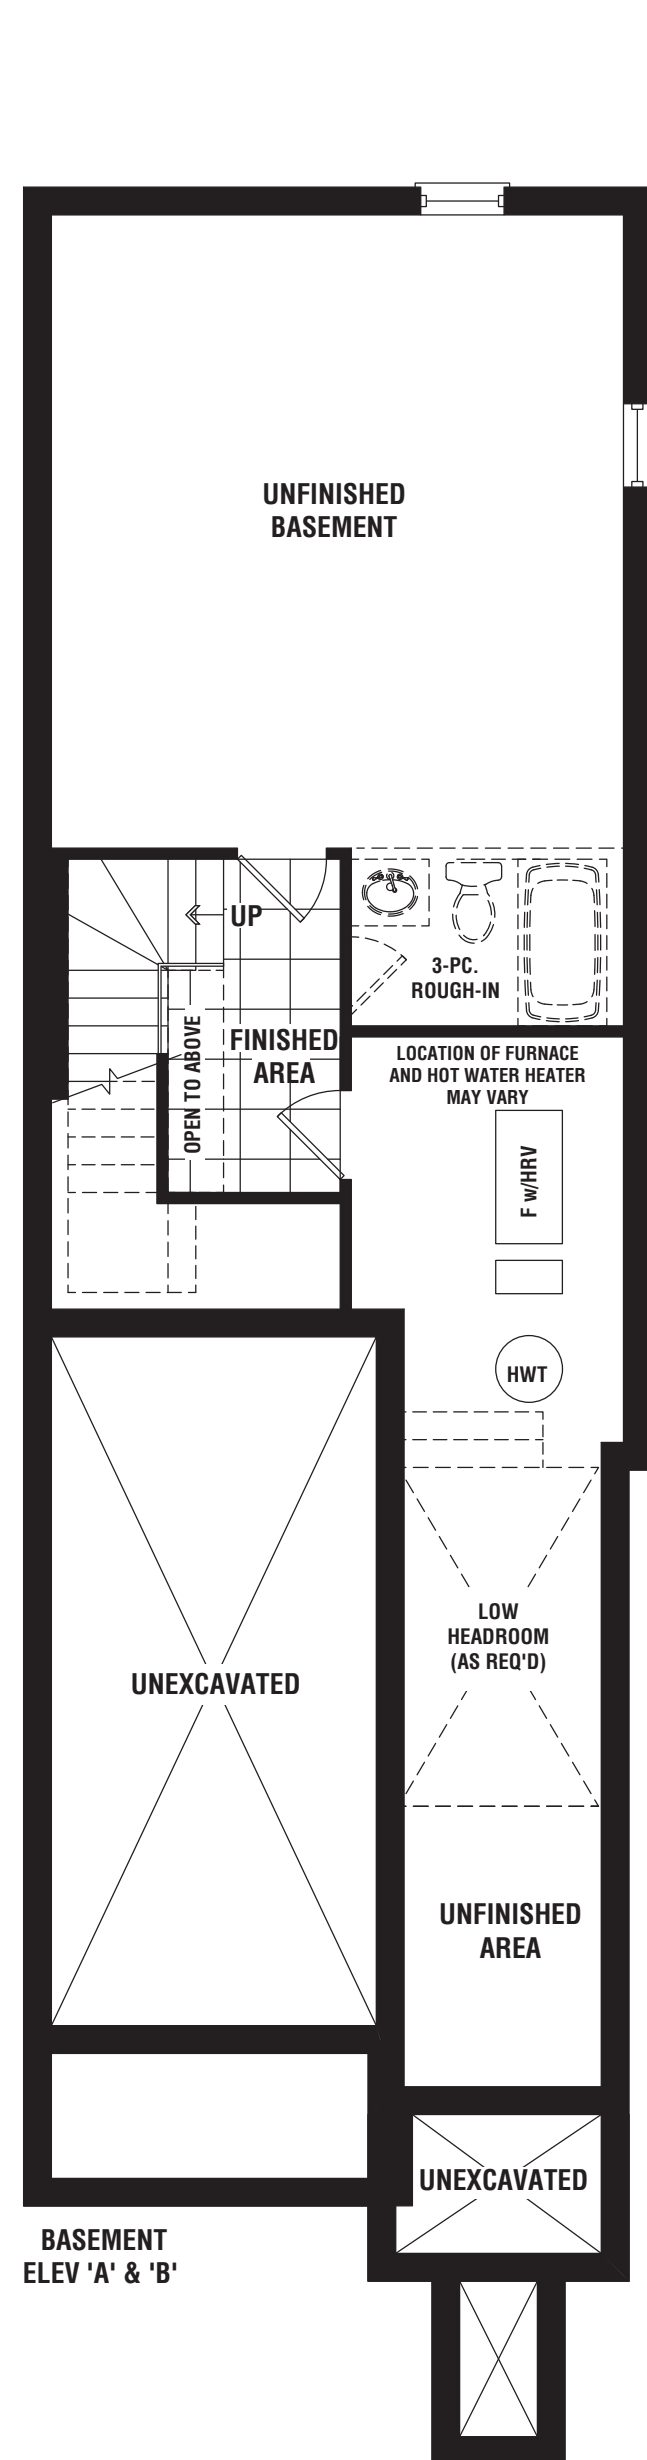 UNFINISHED
BASEMENT
UP
3-PC.
ROUGH-IN
OPEN TO ABOVE
FINISHED
AREA
LOCATION OF FURNACE
AND HOT WATER HEATER
MAY VARY
F w/HRV
HWT
LOW
HEADROOM
(AS REQ'D)
UNEXCAVATED
UNFINISHED
AREA
UNEXCAVATED
BASEMENT
ELEV 'A' & 'B'